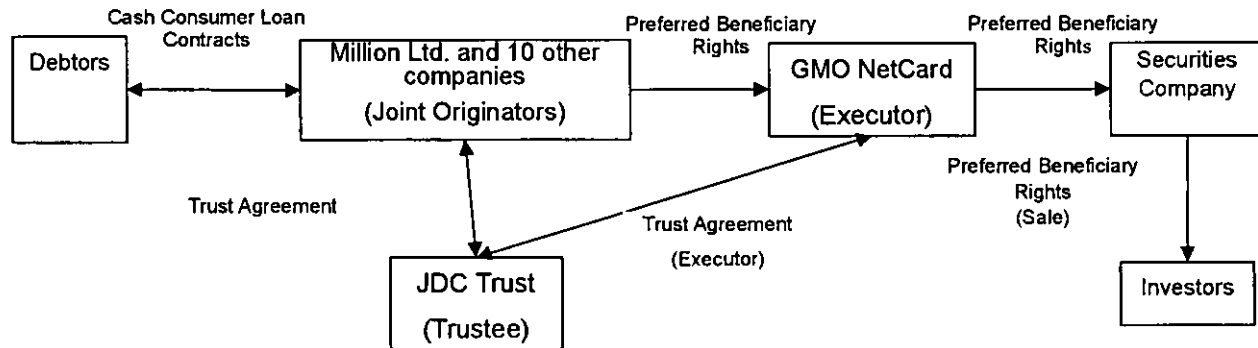 Cash Consumer Loan
Contracts
Debtors
Million Ltd. and 10 other
companies
(Joint Originators)
Preferred Beneficiary
Rights
GMO NetCard
(Executor)
Preferred Beneficiary
Rights
Securities
Company
Trust Agreement
Trust Agreement
(Executor)
Preferred Beneficiary
Rights
(Sale)
JDC Trust
(Trustee)
Investors